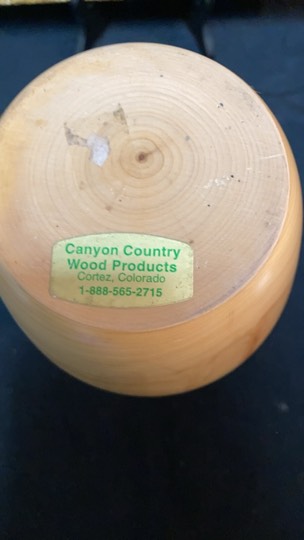 Canyon Country
Wood Products
Cortez, Colorado
1-888-565-2715